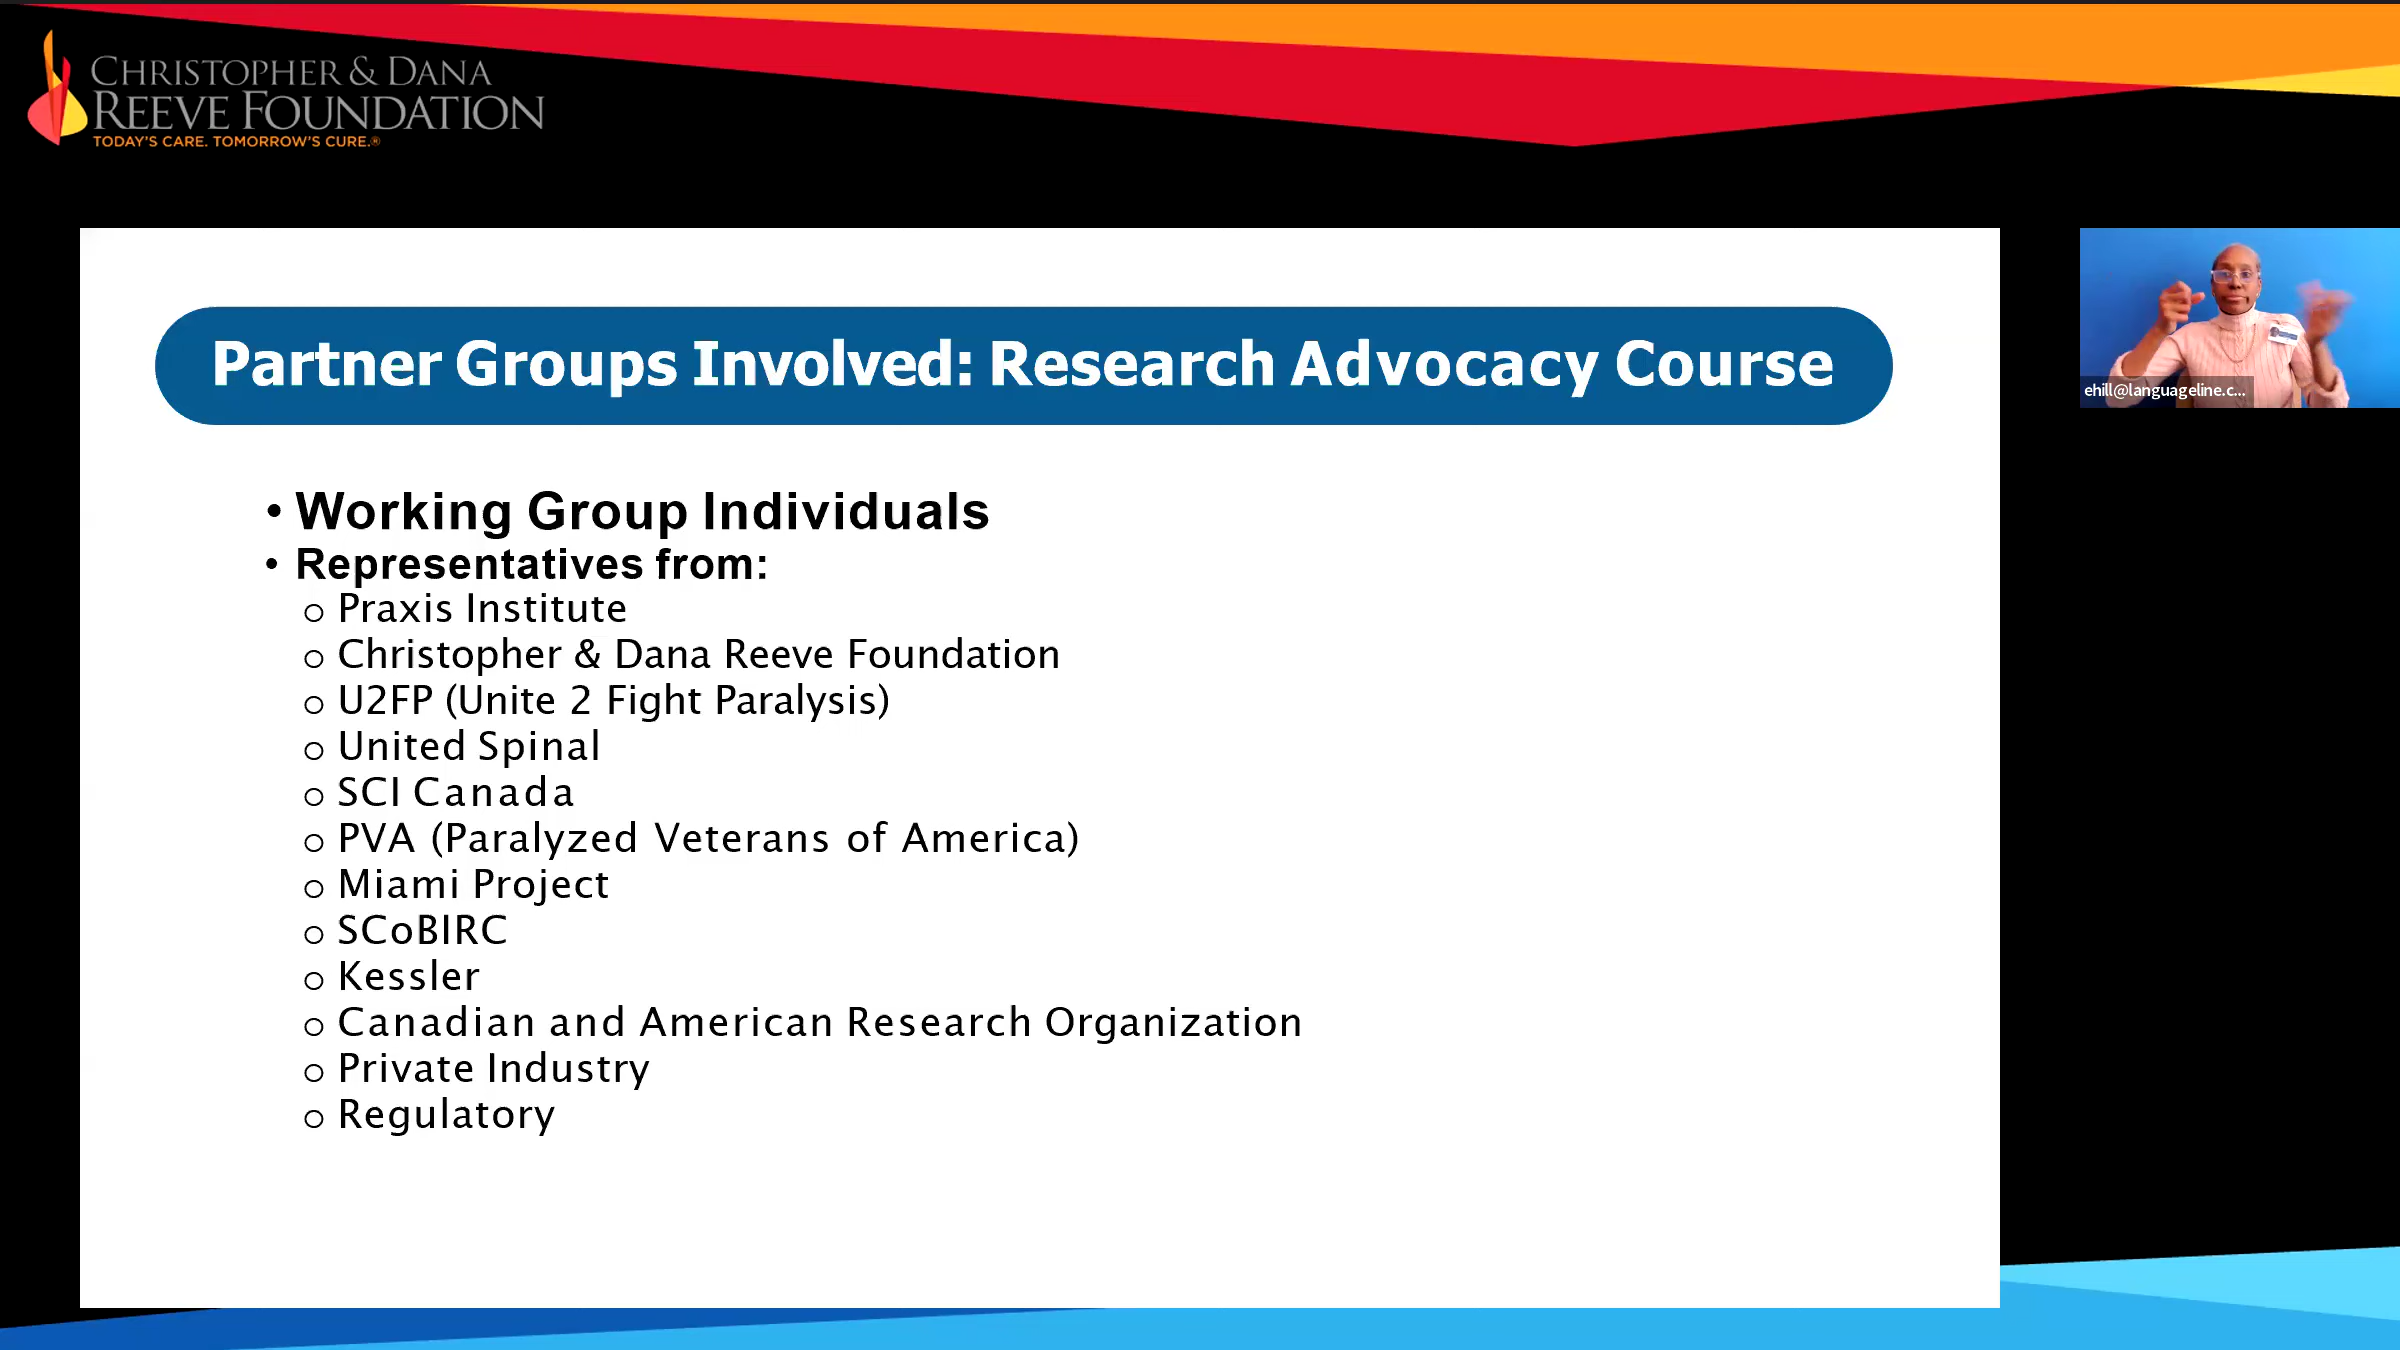 CHRISTOPHER & DANA
REEVE FOUNDATION
TODAY'S CARE. TOMORROW'S CURE.®
Partner Groups Involved: Research Advocacy Course
ehill@languageline.c...
• Working Group Individuals
• Representatives from:
o Praxis Institute
o Christopher & Dana Reeve Foundation
o U2FP (Unite 2 Fight Paralysis)
o United Spinal
o SCI Canada
o PVA (Paralyzed Veterans of America)
o Miami Project
o SCoBIRC
o Kessler
o Canadian and American Research Organization
o Private Industry
o Regulatory